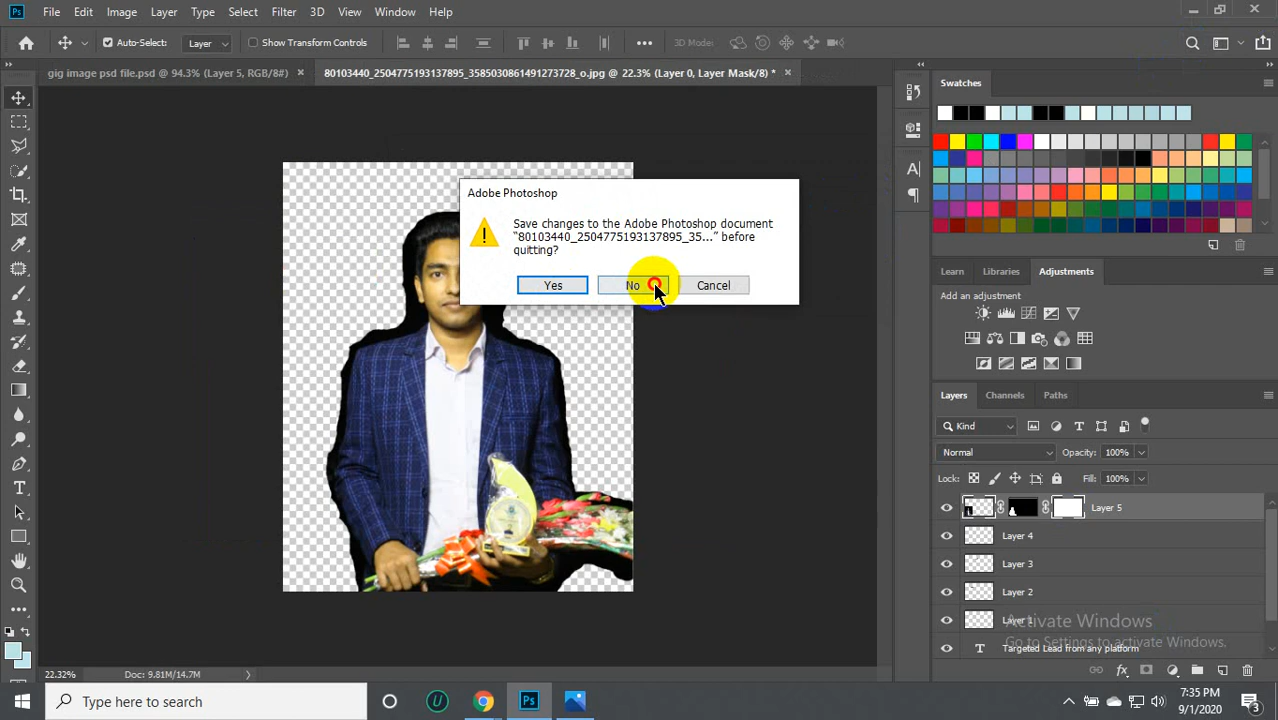 Ps File Edit Image Layer Type Select Filter 3D View Window Help
Auto-Select: Layer Show Transform Controls 3D Mode
gig image psd file.psd @ 94.3% (Layer 5, RGB/8#)
80103440_2504775193137895_3585030861491273728_o.jpg @ 22.3% (Layer 0, Layer Mask/8) *
Swatches
Adobe Photoshop
Save changes to the Adobe Photoshop document
"80103440_2504775193137895_35..." before
quitting?
Yes No Cancel
Learn Libraries Adjustments
Add an adjustment
Layers Channels Paths
Kind
Normal Opacity: 100%
Lock: Fill: 100%
Layer 5
Layer 4
Layer 3
Layer 2
Layer 1
Activate Windows
Go to Settings to activate Windows.
T Targeted Lead from any platform
22.32% Doc: 9.81M/14.7M
Type here to search
Ps
7:35 PM
9/1/2020
3